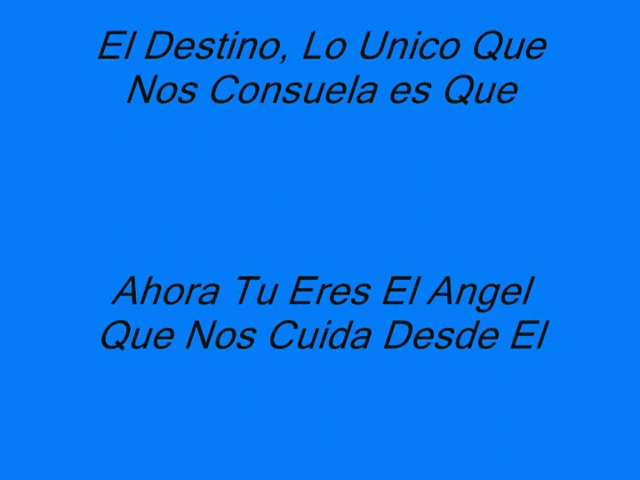 El Destino, Lo Unico Que
Nos Consuela es Que
Ahora Tu Eres El Angel
Que Nos Cuida Desde El